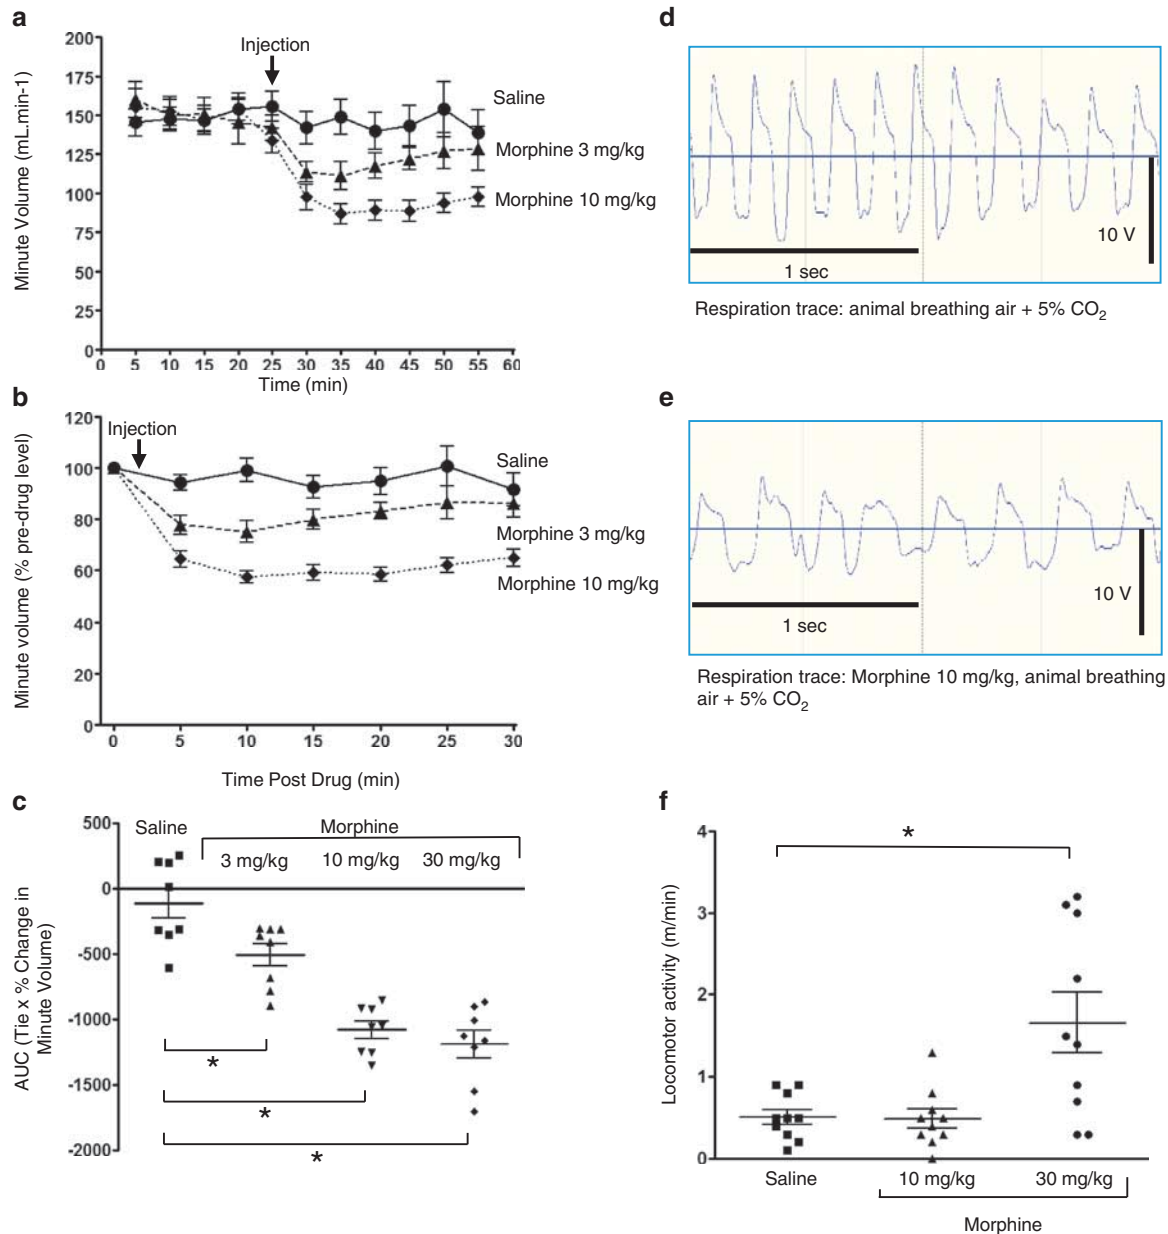 a
Minute Volume (mL.min-1)
200
175
150
125
100
75
50
25
0
Injection
Saline
Morphine 3 mg/kg
Morphine 10 mg/kg
0 5 10 15 20 25 30 35 40 45 50 55 60
Time (min)
b
Minute volume (% pre-drug level)
120
100
80
60
40
20
0
Injection
Saline
Morphine 3 mg/kg
Morphine 10 mg/kg
0 5 10 15 20 25 30
Time Post Drug (min)
c
AUC (Tie x % Change in
Minute Volume)
500
0
-500
-1000
-1500
-2000
Saline
Morphine
3 mg/kg 10 mg/kg 30 mg/kg
*
*
*
d
10 V
1 sec
Respiration trace: animal breathing air + 5% CO₂
e
10 V
1 sec
Respiration trace: Morphine 10 mg/kg, animal breathing
air + 5% CO₂
f
Locomotor activity (m/min)
4
3
2
1
0
*
Saline 10 mg/kg 30 mg/kg
Morphine